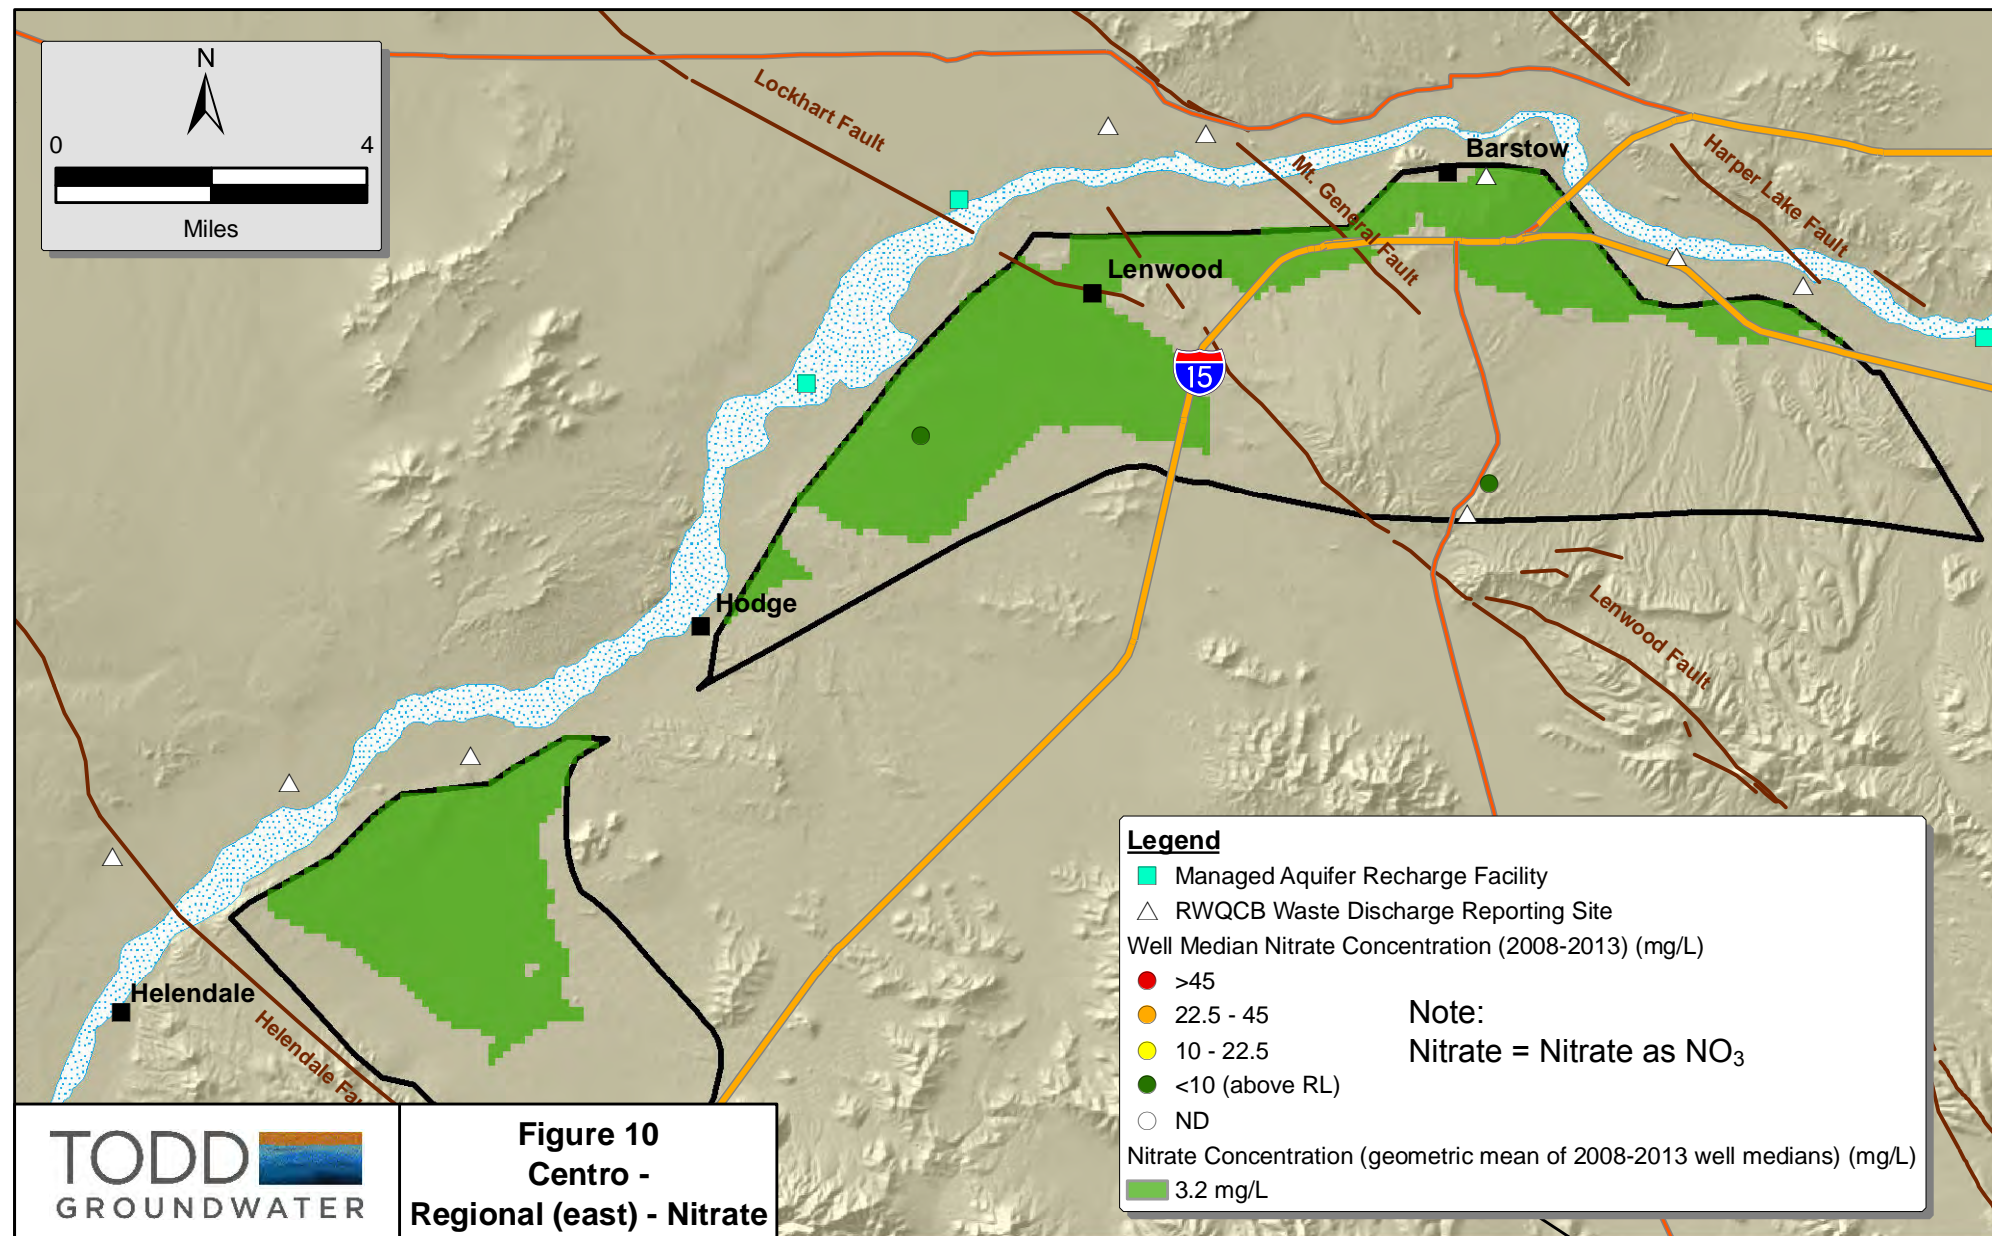 N
0 4
Miles
Lockhart Fault
Mt. General Fault
Barstow
Harper Lake Fault
Lenwood
15
Hodge
Lenwood Fault
Helendale
Helendale Fau
Legend
Managed Aquifer Recharge Facility
RWQCB Waste Discharge Reporting Site
Well Median Nitrate Concentration (2008-2013) (mg/L)
>45
22.5 - 45
10 - 22.5
<10 (above RL)
ND
Note:
Nitrate = Nitrate as NO₃
Nitrate Concentration (geometric mean of 2008-2013 well medians) (mg/L)
3.2 mg/L
TODD
GROUNDWATER
Figure 10
Centro -
Regional (east) - Nitrate